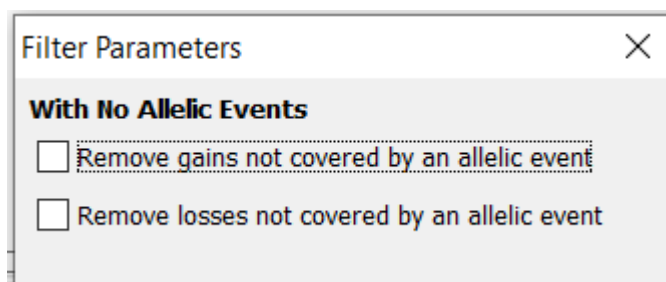 Filter Parameters
With No Allelic Events
Remove gains not covered by an allelic event
Remove losses not covered by an allelic event